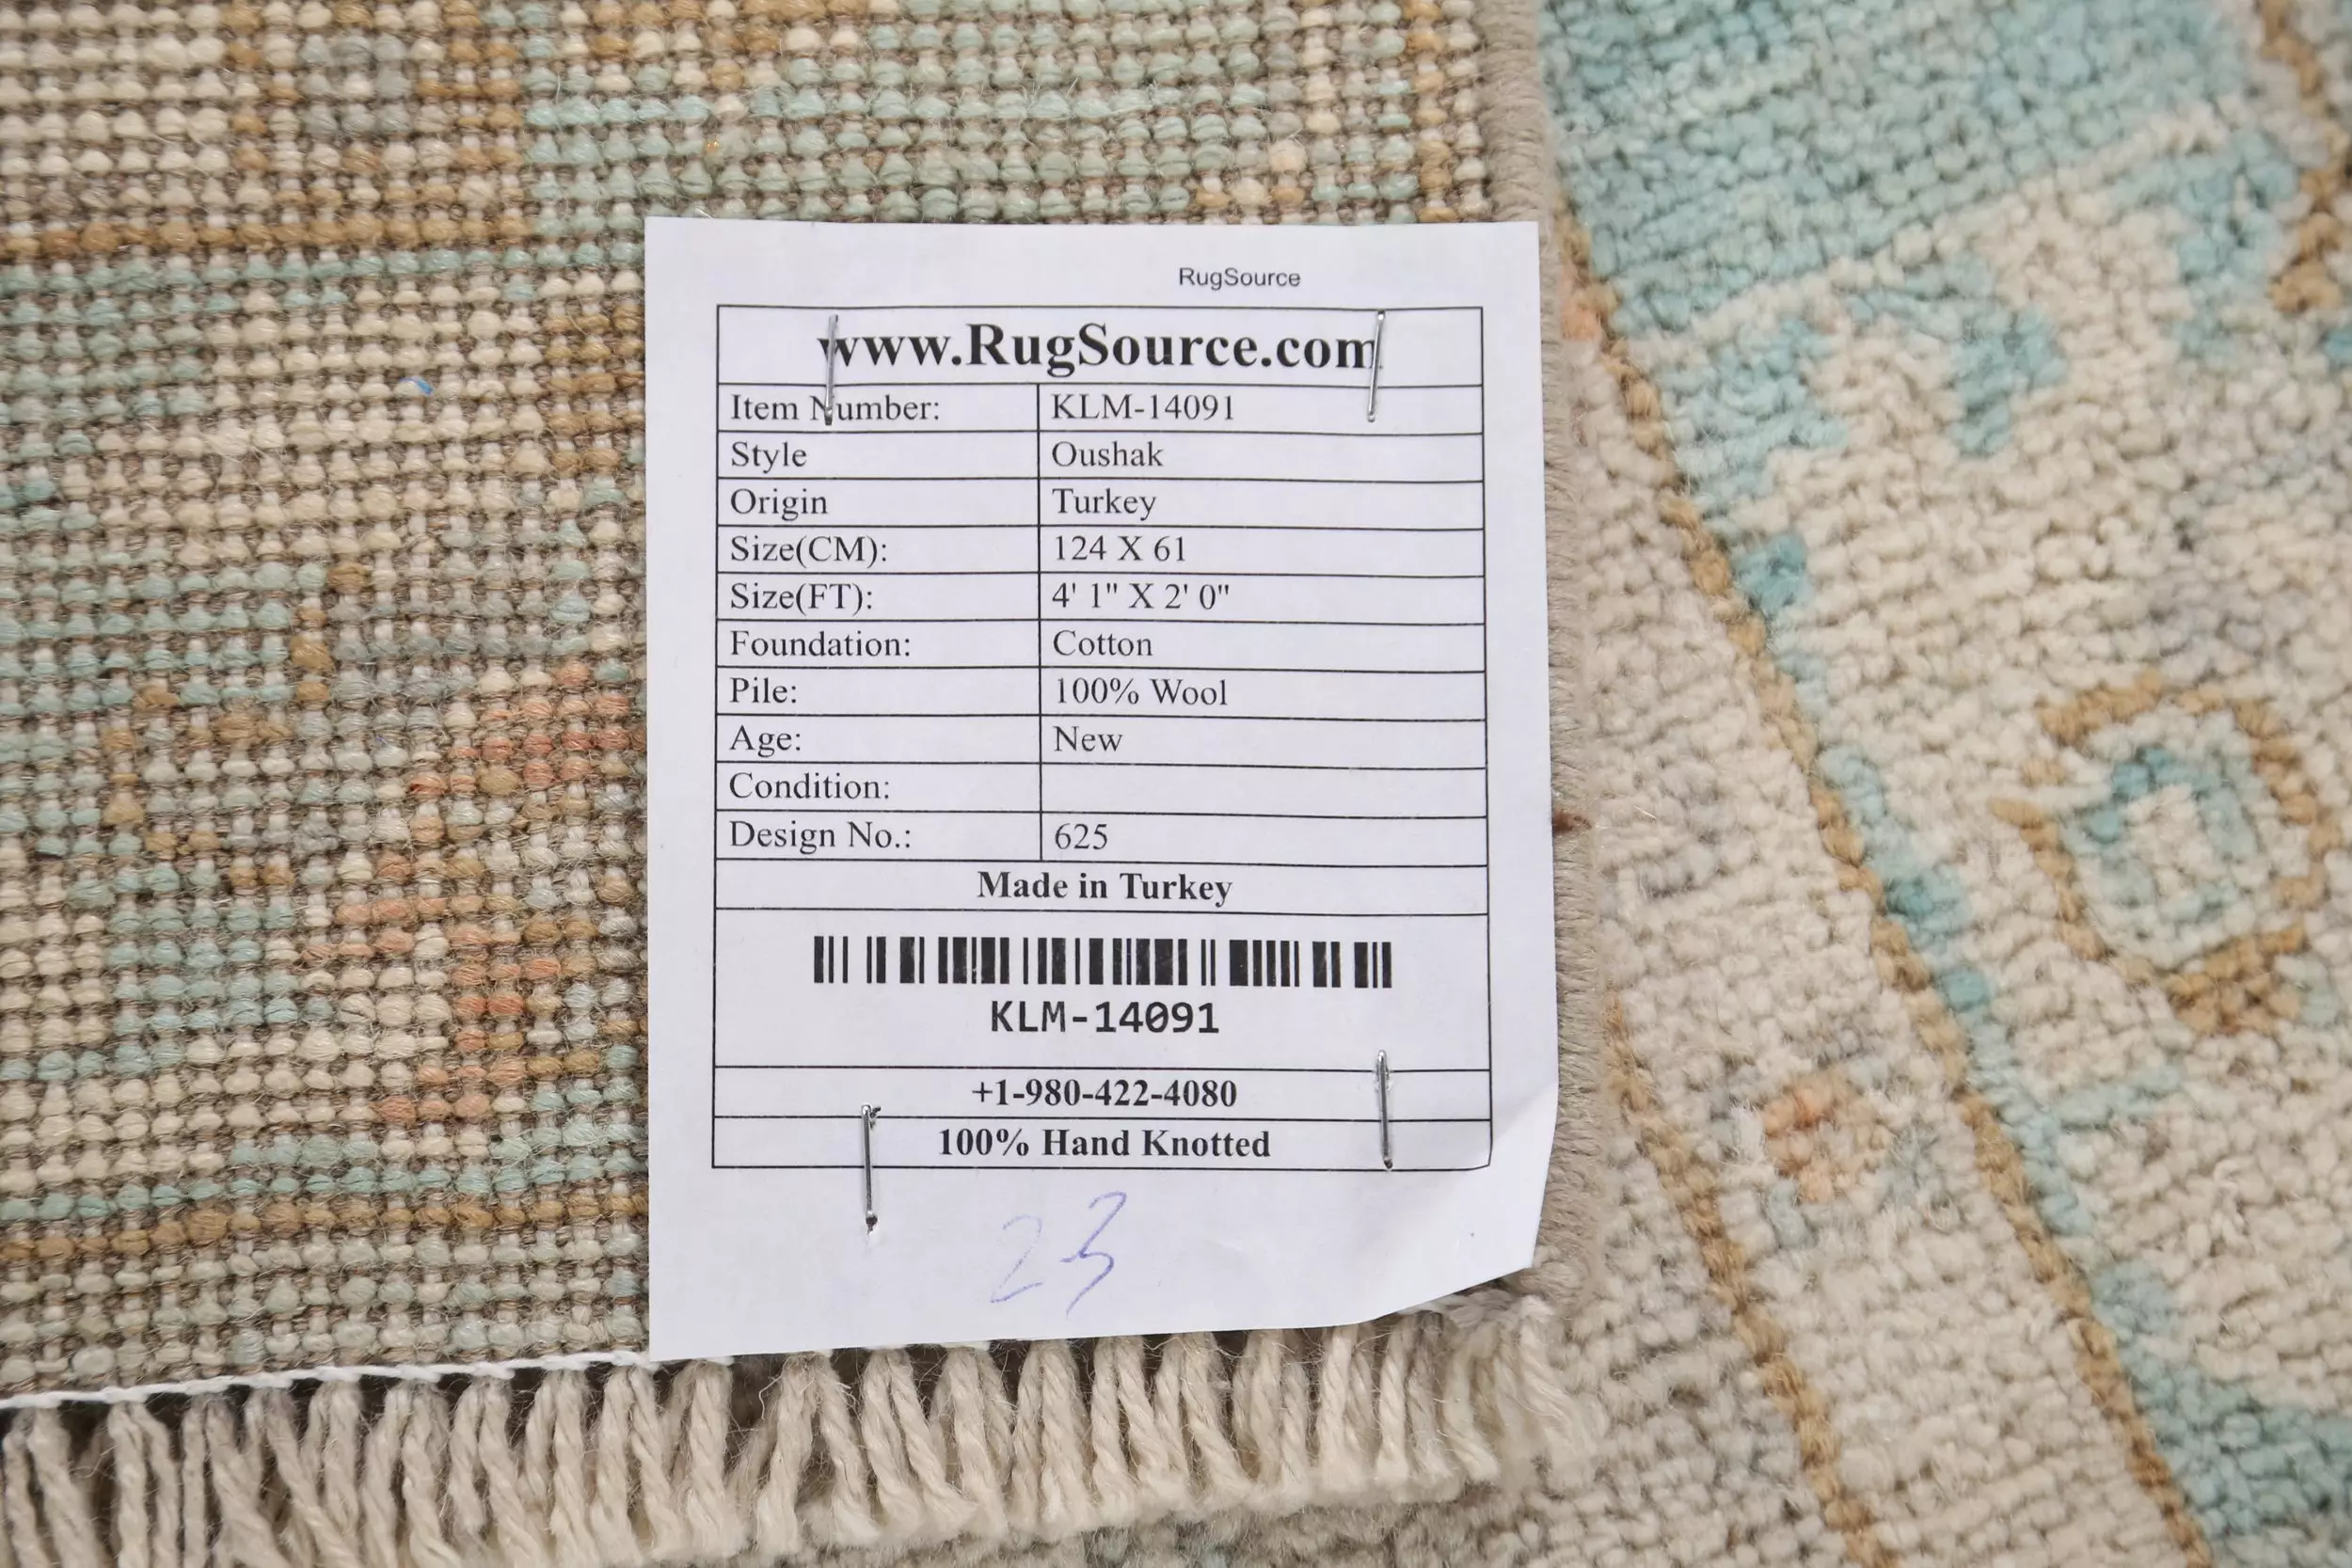 RugSource
www.RugSource.com
Item Number: KLM-14091
Style Oushak
Origin Turkey
Size(CM): 124 X 61
Size(FT): 4' 1" X 2' 0"
Foundation: Cotton
Pile: 100% Wool
Age: New
Condition:
Design No.: 625
Made in Turkey
KLM-14091
+1-980-422-4080
100% Hand Knotted
23